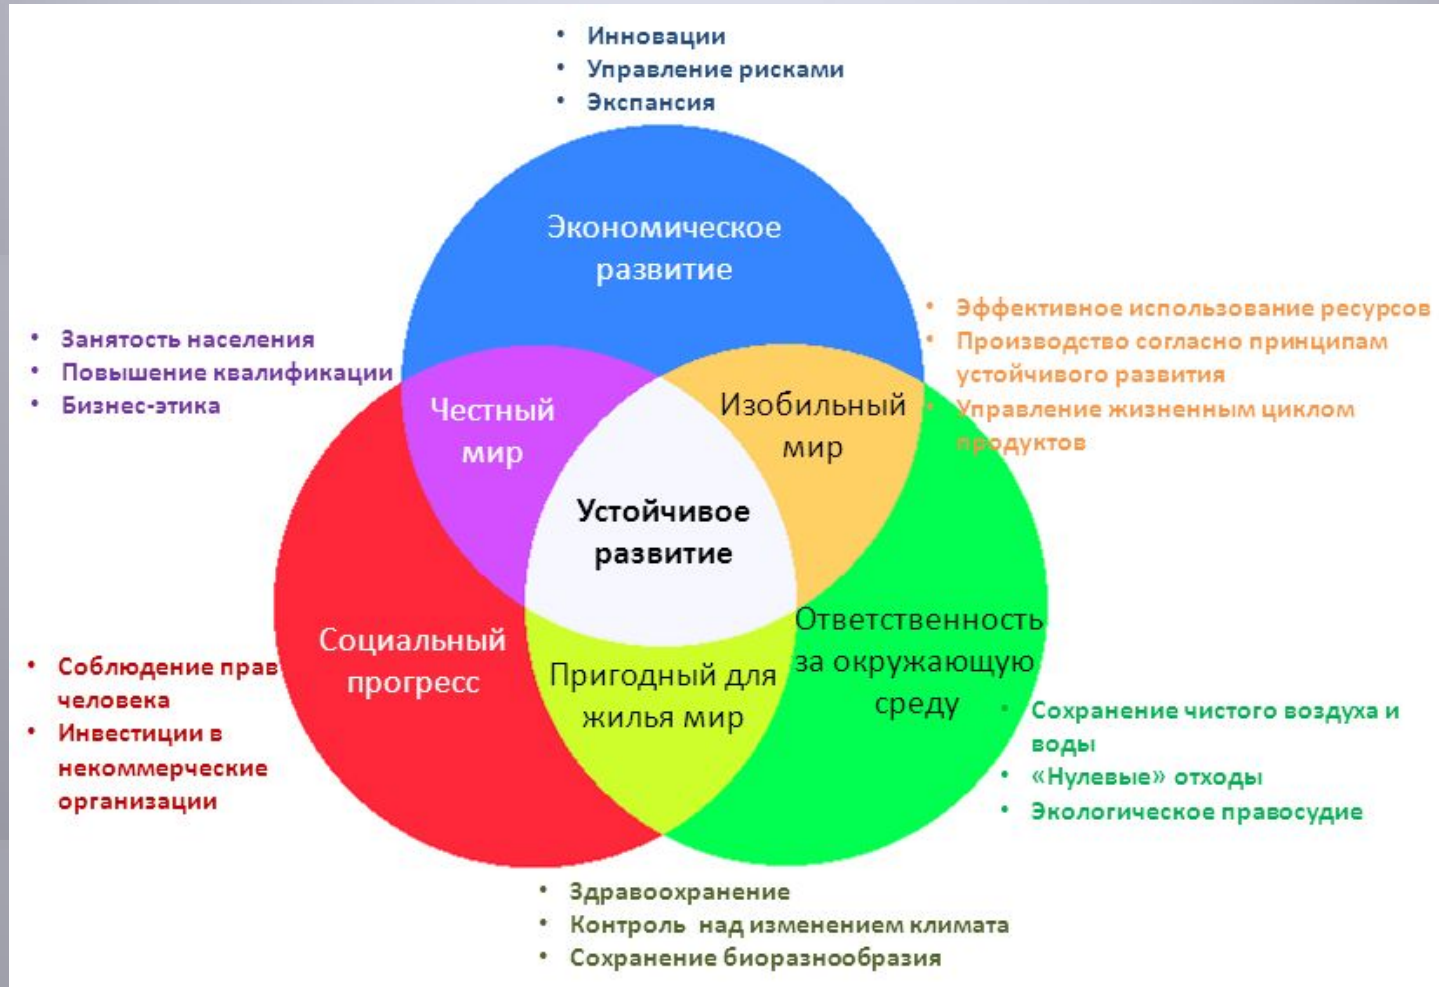 • Инновации
• Управление рисками
• Экспансия
Экономическое
развитие
• Занятость населения
• Повышение квалификации
• Бизнес-этика
• Эффективное использование ресурсов
• Производство согласно принципам
устойчивого развития
• Управление жизненным циклом
продуктов
Честный
мир
Изобильный
мир
Устойчивое
развитие
Социальный
прогресс
Пригодный для
жилья мир
Ответственность
за окружающую
среду
• Соблюдение прав
человека
• Инвестиции в
некоммерческие
организации
• Сохранение чистого воздуха и
воды
• «Нулевые» отходы
• Экологическое правосудие
• Здравоохранение
• Контроль над изменением климата
• Сохранение биоразнообразия